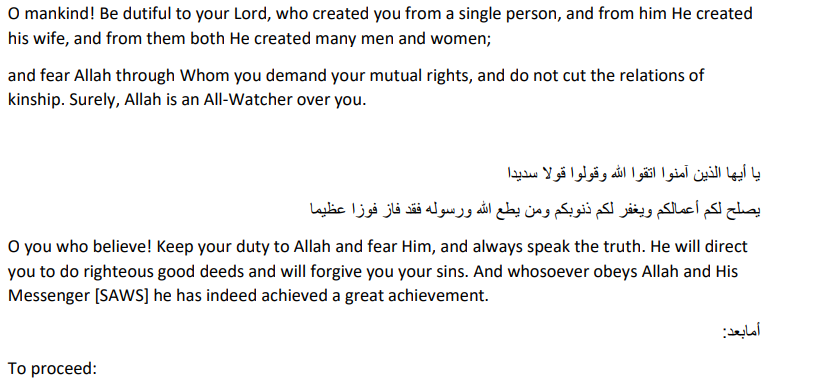 O mankind! Be dutiful to your Lord, who created you from a single person, and from him He created
his wife, and from them both He created many men and women;
and fear Allah through Whom you demand your mutual rights, and do not cut the relations of
kinship. Surely, Allah is an All-Watcher over you.
يا أيها الذين آمنوا اتقوا الله وقولوا قولا سديدا
يصلح لكم أعمالكم ويغفر لكم ذنوبكم ومن يطع الله ورسوله فقد فاز فوزا عظيما
O you who believe! Keep your duty to Allah and fear Him, and always speak the truth. He will direct
you to do righteous good deeds and will forgive you your sins. And whosoever obeys Allah and His
Messenger [SAWS] he has indeed achieved a great achievement.
أمابعد:
To proceed: